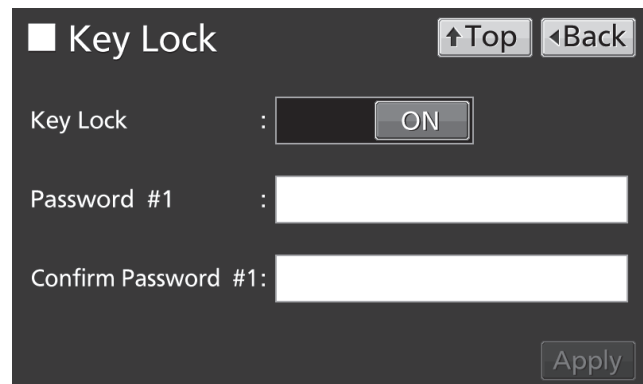 Key Lock
↑Top
◂Back
Key Lock :
ON
Password #1 :
Confirm Password #1:
Apply